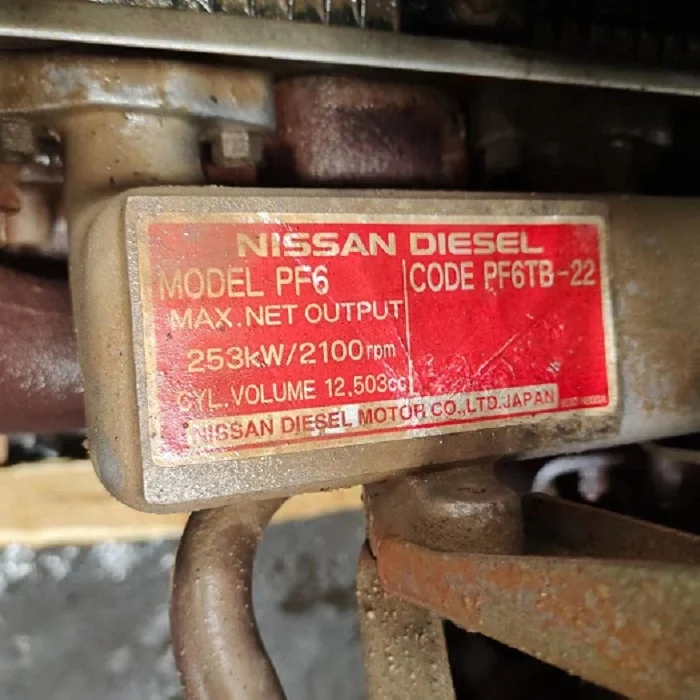 NISSAN DIESEL
MODEL PF6
CODE PF6TB-22
MAX.NET OUTPUT
253kW/2100rpm
CYL.VOLUME 12,503cc
NISSAN DIESEL MOTOR CO.,LTD.JAPAN